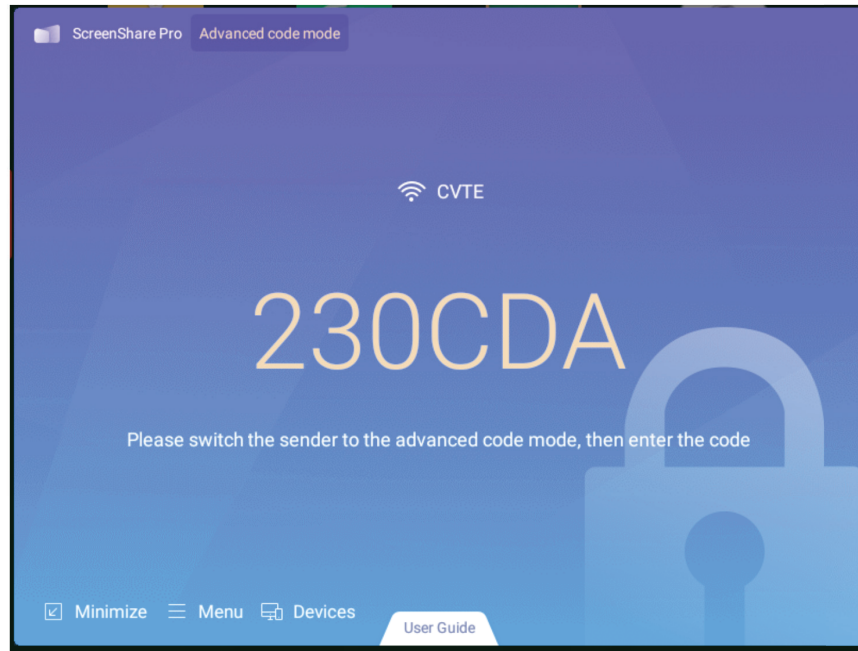 ScreenShare Pro Advanced code mode
CVTE
230CDA
Please switch the sender to the advanced code mode, then enter the code
Minimize Menu Devices
User Guide